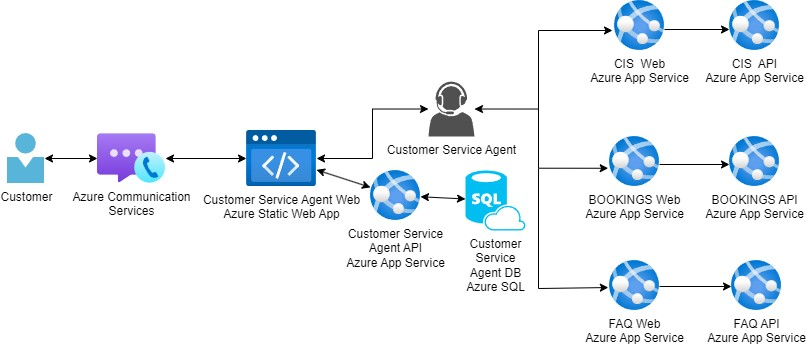 CIS  Web
Azure App Service
CIS  API
Azure App Service
Customer Service Agent
Customer
Azure Communication
Services
Customer Service Agent Web
Azure Static Web App
Customer Service
Agent API
Azure App Service
SQL
Customer
Service
Agent DB
Azure SQL
BOOKINGS Web
Azure App Service
BOOKINGS API
Azure App Service
FAQ Web
Azure App Service
FAQ API
Azure App Service